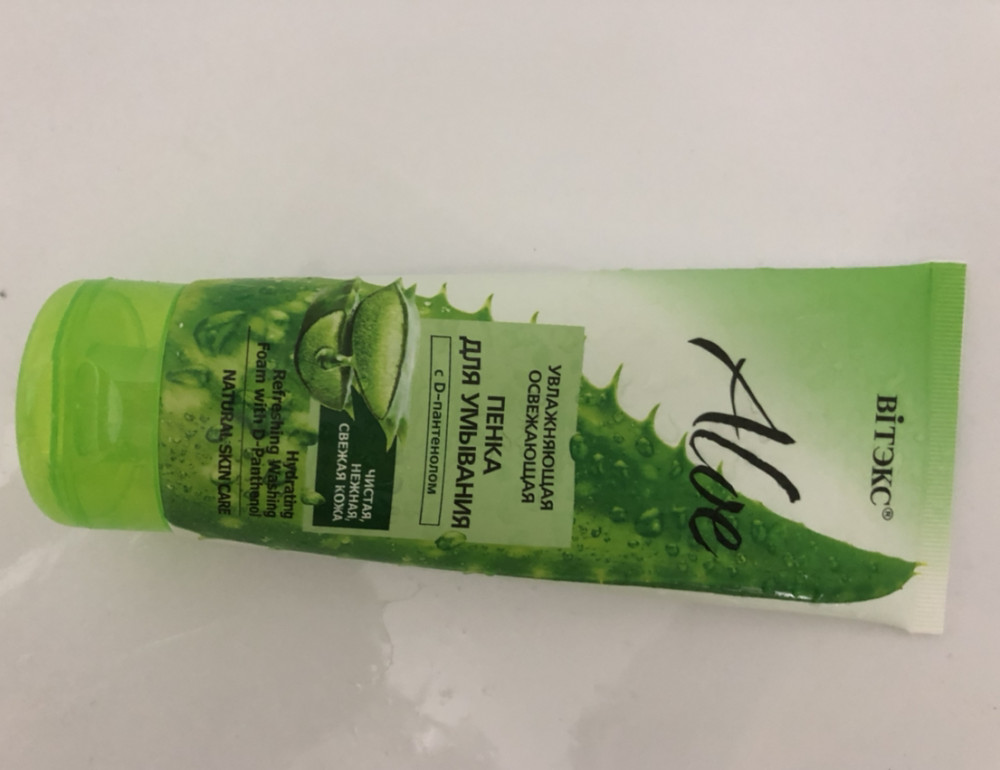 ВіТЭКС®
Aloe
УВЛАЖНЯЮЩАЯ
ОСВЕЖАЮЩАЯ
ПЕНКА
ДЛЯ УМЫВАНИЯ
с D-пантенолом
ЧИСТАЯ,
НЕЖНАЯ,
СВЕЖАЯ КОЖА
Hydrating
Refreshing Washing
Foam with D-Panthenol
NATURAL SKIN CARE